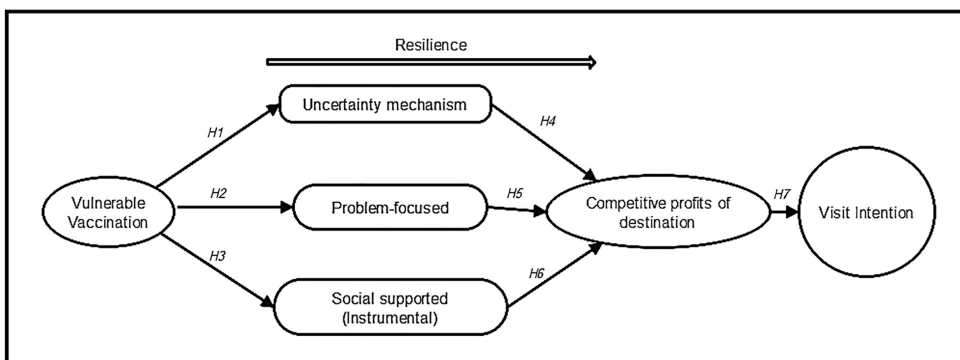 Resilience
Uncertainty mechanism
H1
H4
Vulnerable
Vaccination
H2
Problem-focused
H5
Competitive profits of
destination
H7
Visit Intention
H3
Social supported
(Instrumental)
H6